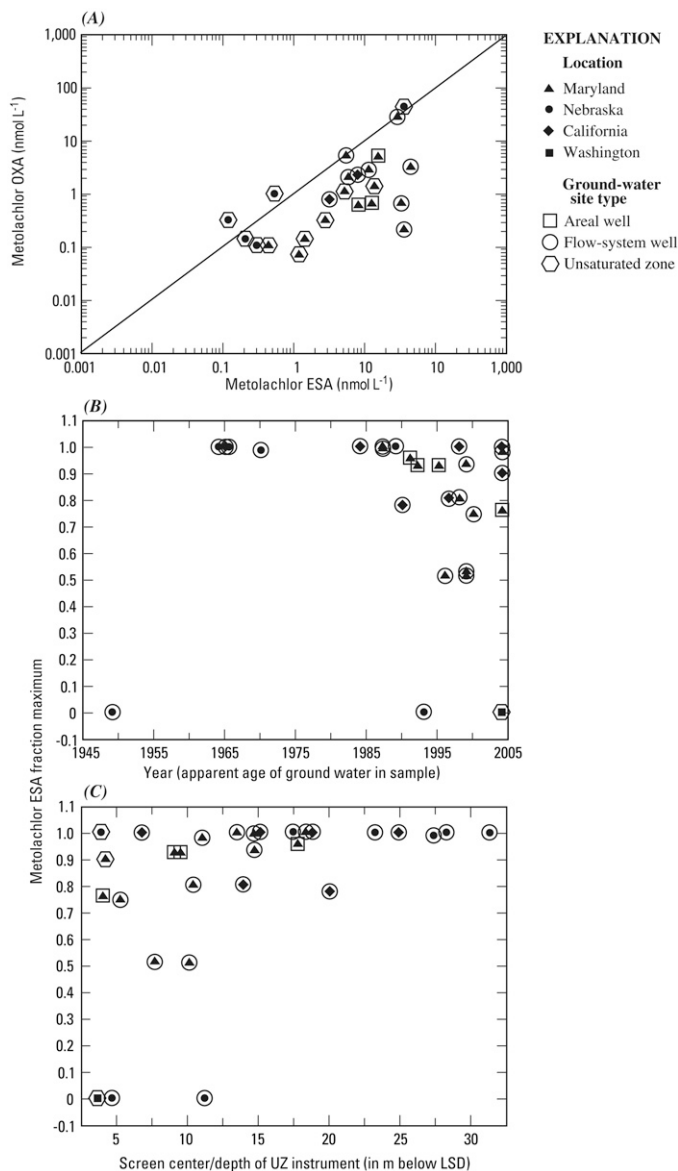 (A)
1,000
100
10
1
0.1
0.01
0.001
Metolachlor OXA (nmol L-1)
0.001 0.01 0.1 1 10 100 1,000
Metolachlor ESA (nmol L-1)
EXPLANATION
Location
Maryland
Nebraska
California
Washington
Ground-water
site type
Areal well
Flow-system well
Unsaturated zone
(B)
1.1
1.0
0.9
0.8
0.7
0.6
0.5
0.4
0.3
0.2
0.1
0
-0.1
1945 1955 1965 1975 1985 1995 2005
Year (apparent age of ground water in sample)
Metolachlor ESA fraction maximum
(C)
1.1
1.0
0.9
0.8
0.7
0.6
0.5
0.4
0.3
0.2
0.1
0
-0.1
5 10 15 20 25 30
Screen center/depth of UZ instrument (in m below LSD)